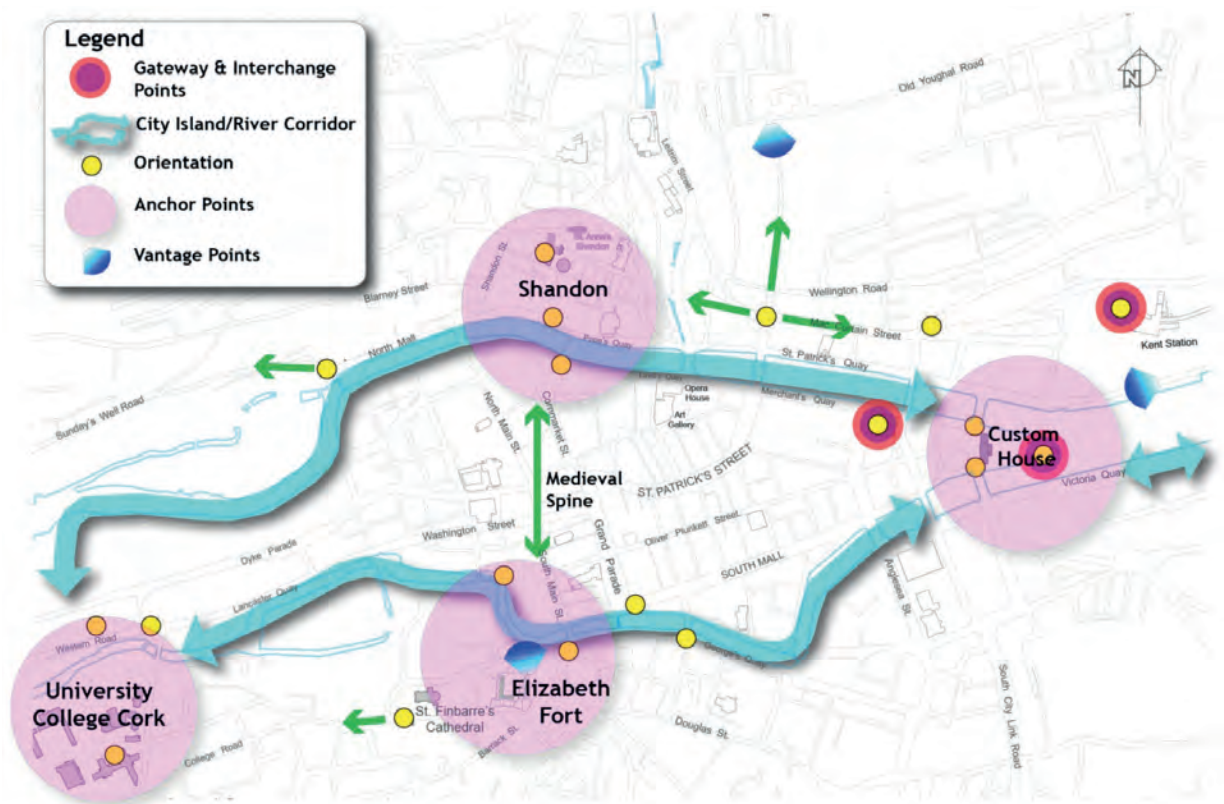 Legend
Gateway & Interchange
Points
City Island/River Corridor
Orientation
Anchor Points
Vantage Points
N
Old Youghal Road
Leitrim Street
Shandon St.
St. Anne's
Shandon
Shandon
Blarney Street
Wellington Road
Mac Curtain Street
Kent Station
North Mall
Pope's Quay
St. Patrick's Quay
Opera
House
Merchant's Quay
Art
Gallery
Sunday's Well Road
North Main St.
Cornmarket St.
Custom
House
Victoria Quay
Medieval
Spine
ST. PATRICK'S STREET
Washington Street
Dyke Parade
Grand Parade
Oliver Plunkett Street
SOUTH MALL
South Main St.
Anglesea St.
Lancaster Quay
Western Road
George's Quay
University
College Cork
Elizabeth
Fort
St. Finbarre's
Cathedral
College Road
Barrack St.
Douglas St.
South City Link Road